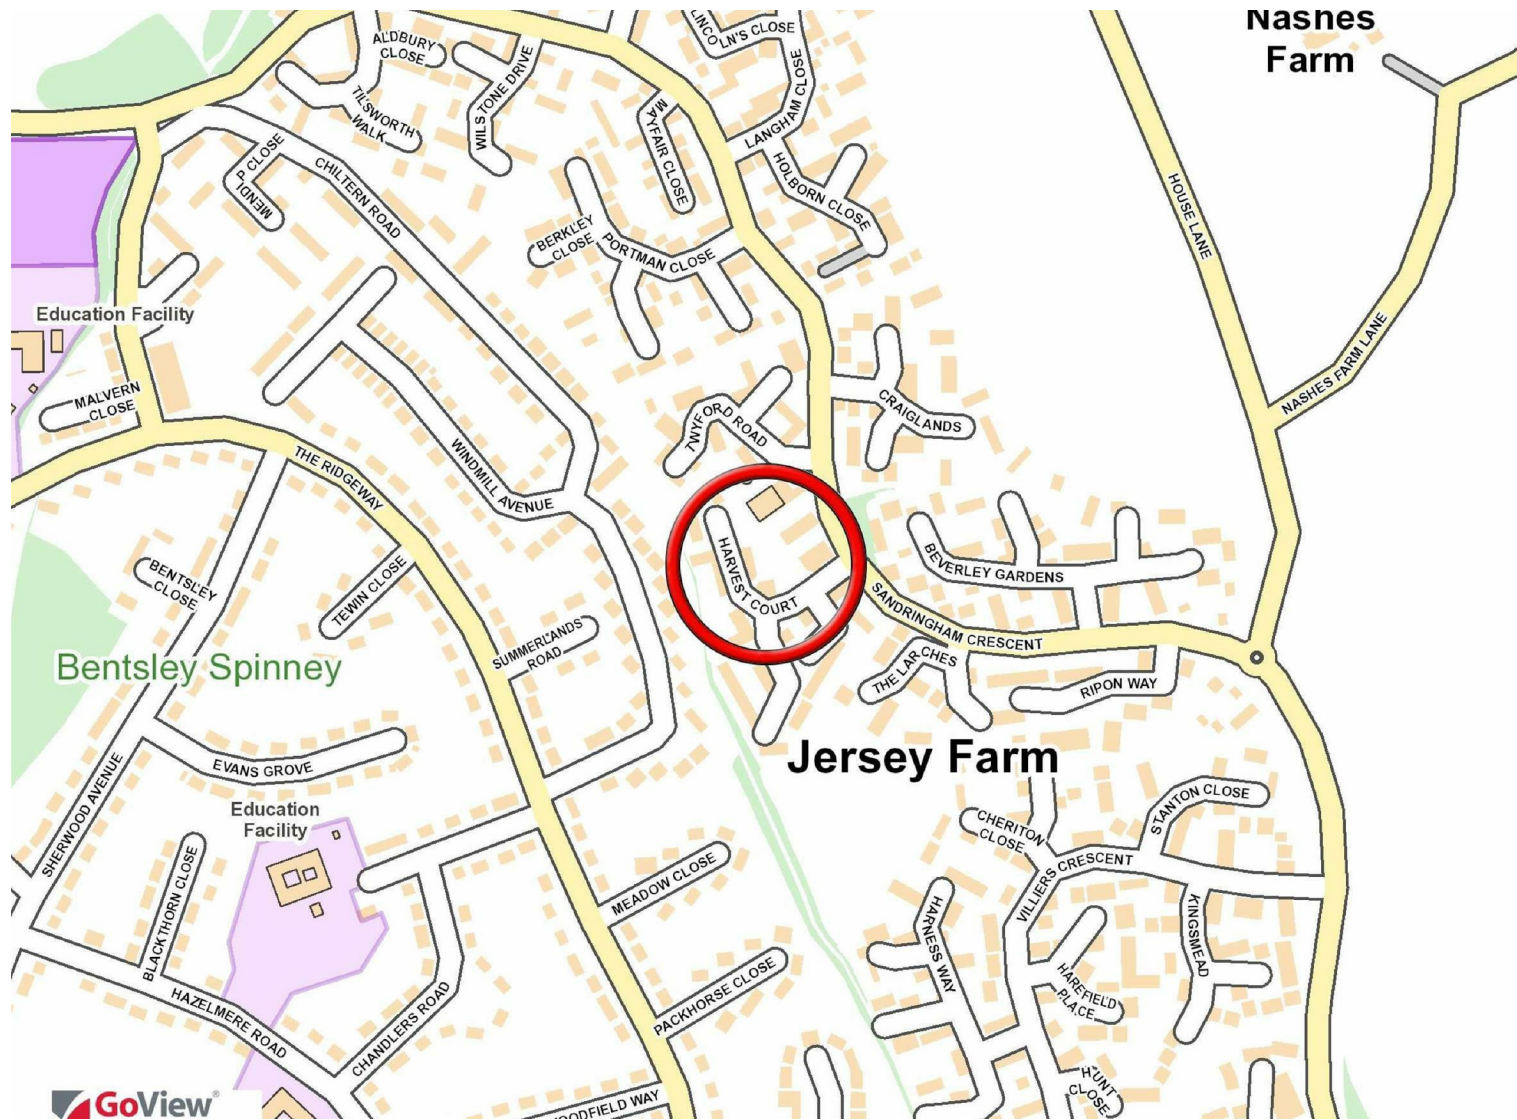 Nashes
Farm
LINCOLN'S CLOSE
ALDBURY
CLOSE
WILSTONE DRIVE
TILSWORTH
WALK
MAYFAIR CLOSE
LANGHAM CLOSE
MENDIP CLOSE
CHILTERN ROAD
HOLBORN CLOSE
HOUSE LANE
BERKLEY
CLOSE
PORTMAN CLOSE
Education Facility
NASHES FARM LANE
MALVERN
CLOSE
TWYFORD ROAD
CRAIGLANDS
THE RIDGEWAY
WINDMILL AVENUE
HARVEST COURT
BEVERLEY GARDENS
BENTSLEY
CLOSE
TEWIN CLOSE
SANDRINGHAM CRESCENT
SUMMERLANDS
ROAD
Bentsley Spinney
THE LARCHES
RIPON WAY
Jersey Farm
EVANS GROVE
SHERWOOD AVENUE
Education
Facility
STANTON CLOSE
CHERITON
CLOSE
VILLIERS CRESCENT
BLACKTHORN CLOSE
MEADOW CLOSE
HARNESS WAY
KINGSMEAD
PACKHORSE CLOSE
HAREFIELD
PLACE
HAZELMERE ROAD
CHANDLERS ROAD
HUNT
CLOSE
GoView®
OODFIELD WAY